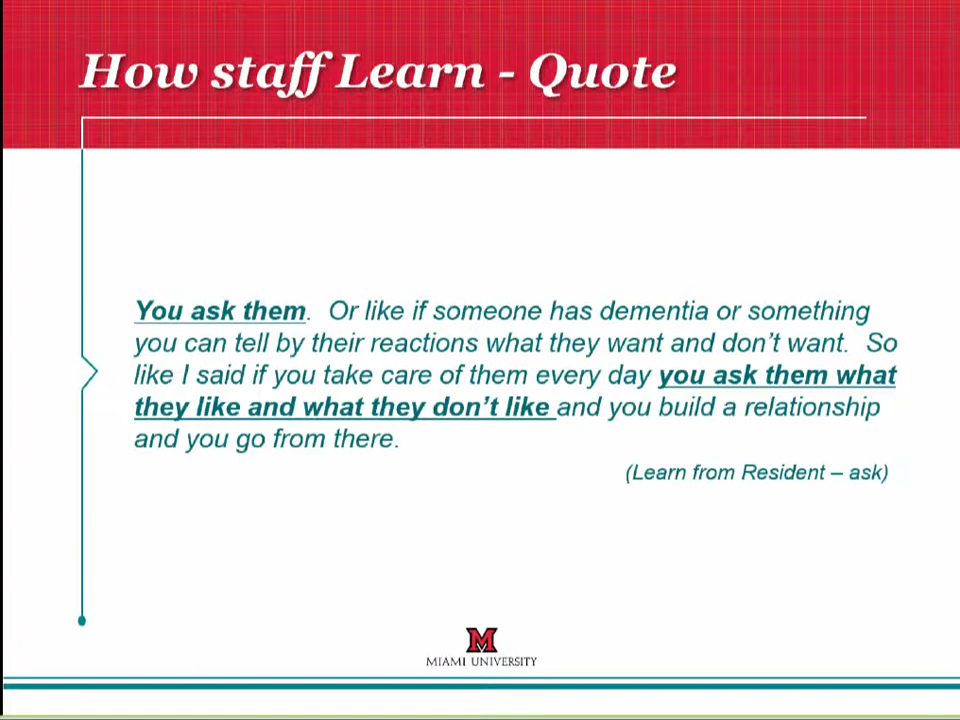 How staff Learn - Quote
You ask them.  Or like if someone has dementia or something
you can tell by their reactions what they want and don’t want.  So
like I said if you take care of them every day you ask them what
they like and what they don’t like and you build a relationship
and you go from there.
(Learn from Resident – ask)
M
MIAMI UNIVERSITY